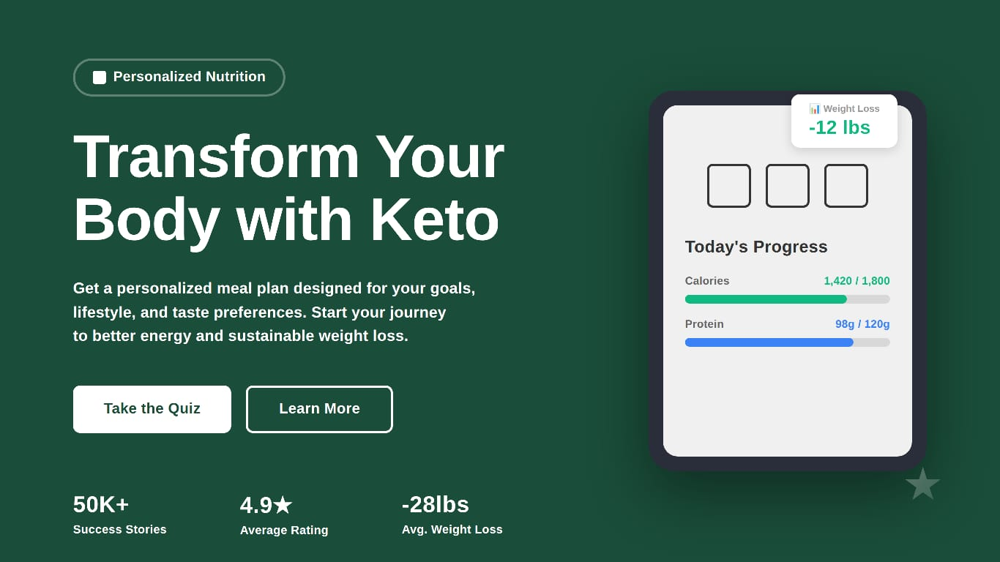 Personalized Nutrition
Transform Your
Body with Keto
Get a personalized meal plan designed for your goals,
lifestyle, and taste preferences. Start your journey
to better energy and sustainable weight loss.
Take the Quiz
Learn More
50K+
Success Stories
4.9★
Average Rating
-28lbs
Avg. Weight Loss
📊 Weight Loss
-12 lbs
Today's Progress
Calories 1,420 / 1,800
Protein 98g / 120g